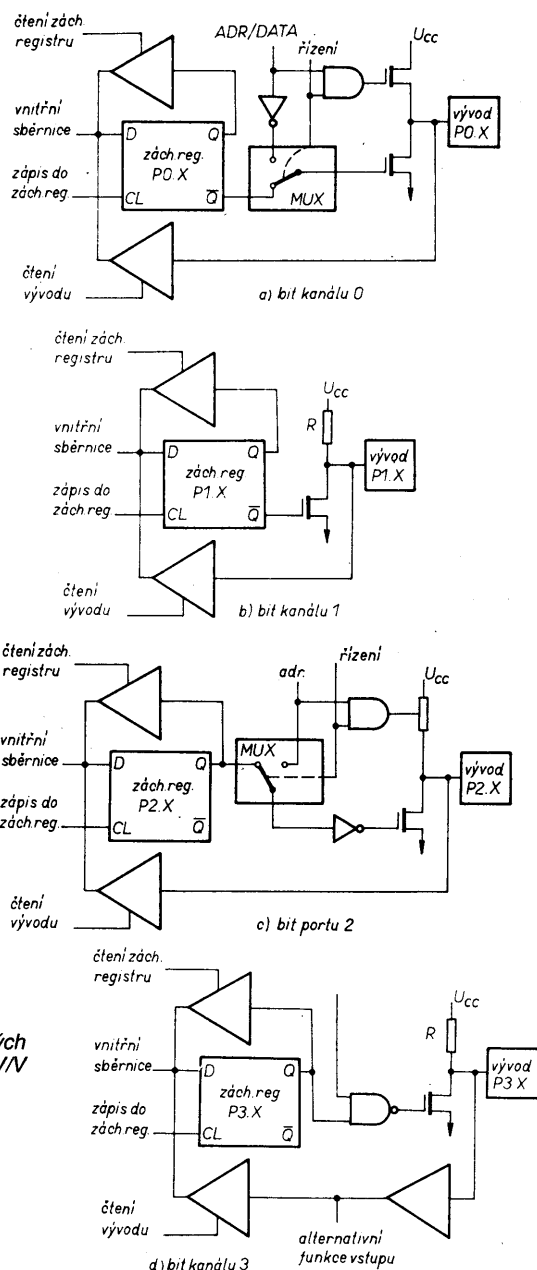 čtení zách.
registru
ADR/DATA
řízení
Ucc
vnitřní
sběrnice
D
Q
zách. reg.
P0.X
vývod
P0.X
zápis do
zách.reg.
CL
Q̅
MUX
čtení
vývodu
a) bit kanálu 0
čtení zách.
registru
Ucc
R
vnitřní
sběrnice
D
Q
zách. reg
P1.X
vývod
P1.X
zápis do
zách.reg.
CL
Q̅
čtení
vývodu
b) bit kanálu 1
čtení zách.
registru
adr.
řízení
Ucc
vnitřní
sběrnice
D
Q
MUX
zách. reg.
P2.X
vývod
P2.X
zápis do
zách.reg.
CL
Q̅
čtení
vývodu
c) bit portu 2
čtení zách.
registru
Ucc
R
ých
V/V
vnitřní
sběrnice
D
Q
zách. reg
P3.X
vývod
P3.X
zápis do
zách. reg.
CL
Q̅
čtení
vývodu
alternativní
funkce vstupu
d) bit kanálu 3